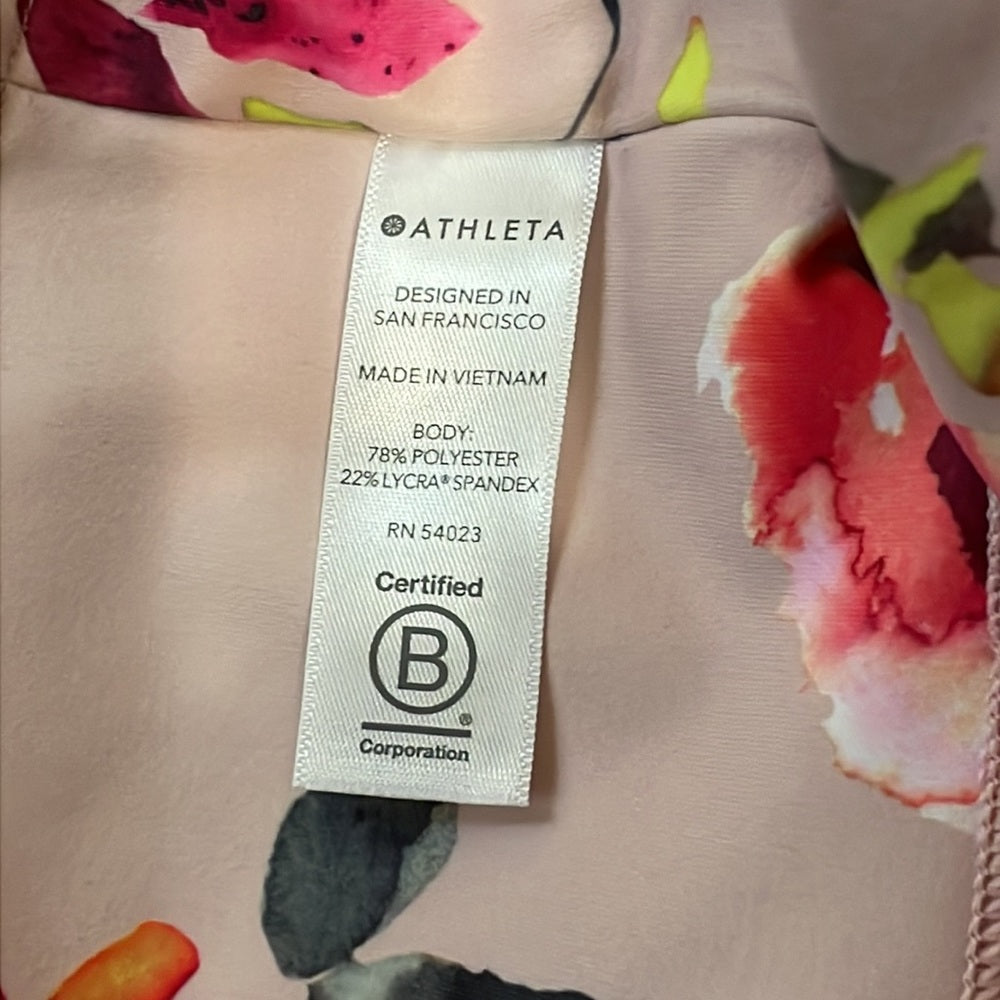 ATHLETA
DESIGNED IN
SAN FRANCISCO
MADE IN VIETNAM
BODY:
78% POLYESTER
22% LYCRA® SPANDEX
RN 54023
Certified
B
®
Corporation